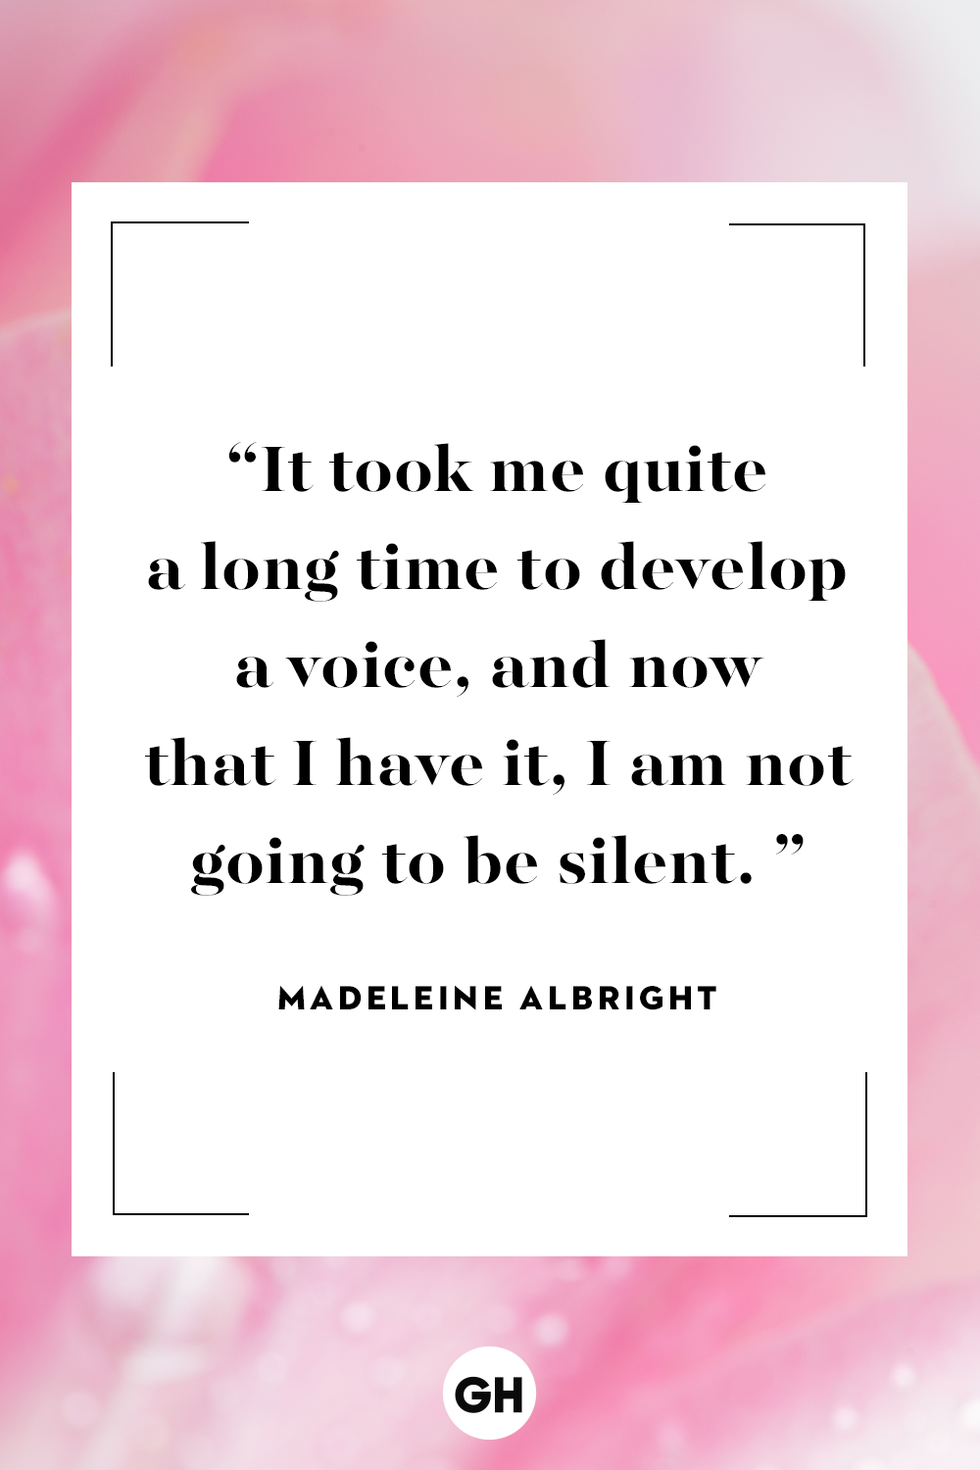 “It took me quite
a long time to develop
a voice, and now
that I have it, I am not
going to be silent. ”
MADELEINE ALBRIGHT
GH